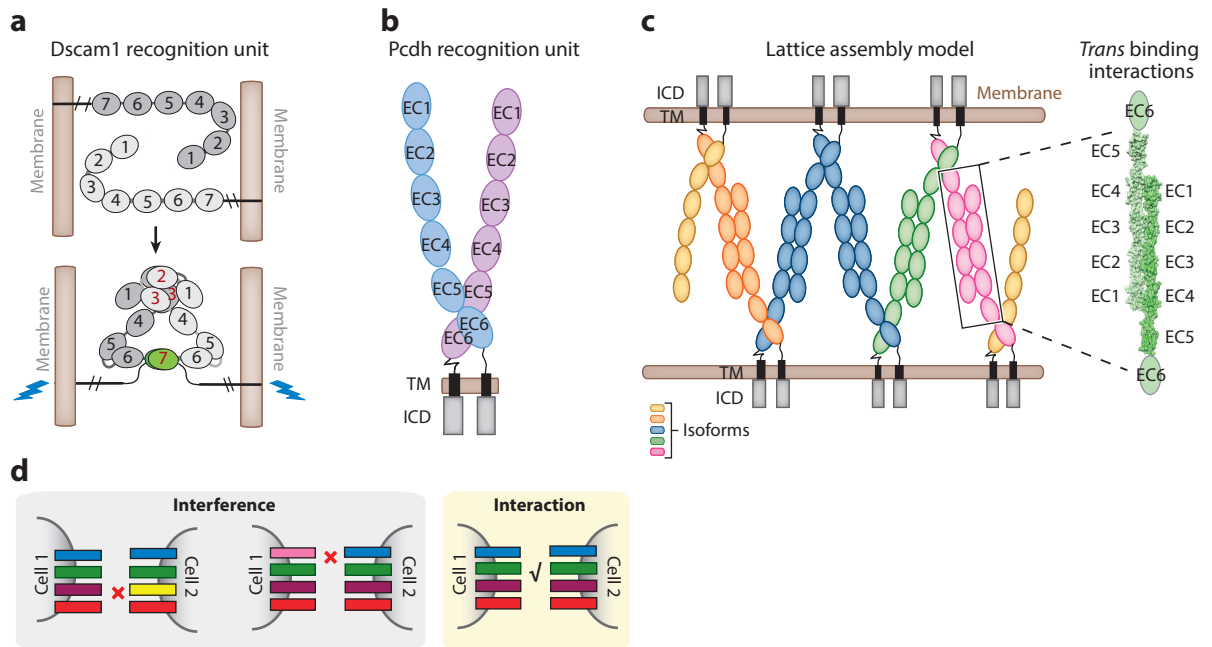 a
Dscam1 recognition unit
Membrane
7 6 5 4 3 2 1
2 1 3 4 5 6 7
Membrane
Membrane
1 2 3 3 1
4 4
5 6 7 6 5
Membrane
b
Pcdh recognition unit
EC1 EC1
EC2 EC2
EC3 EC3
EC4 EC4
EC5 EC5
EC6 EC6
TM
ICD
c
Lattice assembly model
ICD
Membrane
TM
TM
ICD
Isoforms
Trans binding
interactions
EC6
EC5
EC4 EC1
EC3 EC2
EC2 EC3
EC1 EC4
EC5
EC6
d
Interference
Cell 1
Cell 2
Cell 1
Cell 2
Interaction
Cell 1
√
Cell 2